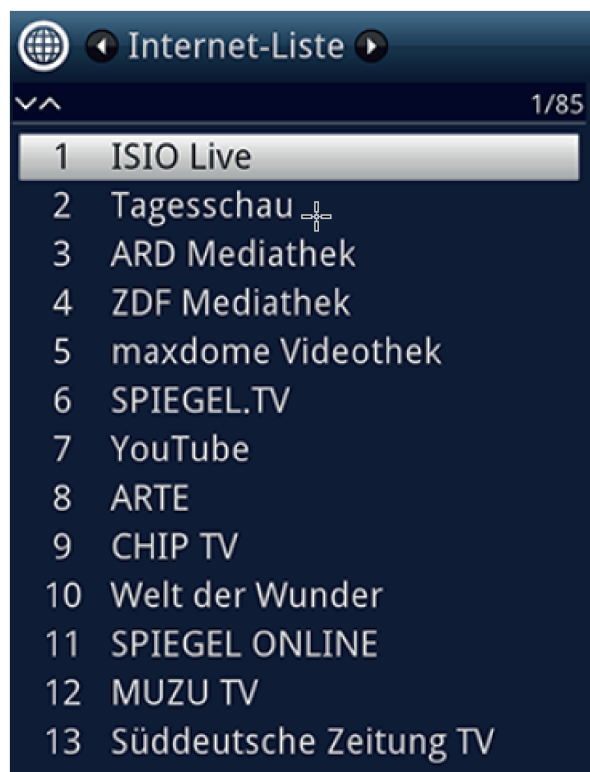 Internet-Liste
1/85
1 ISIO Live
2 Tagesschau
3 ARD Mediathek
4 ZDF Mediathek
5 maxdome Videothek
6 SPIEGEL.TV
7 YouTube
8 ARTE
9 CHIP TV
10 Welt der Wunder
11 SPIEGEL ONLINE
12 MUZU TV
13 Süddeutsche Zeitung TV